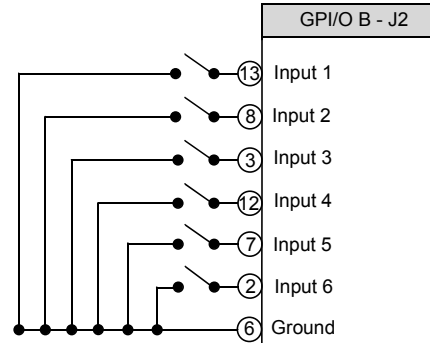 GPI/O B - J2
13 Input 1
8 Input 2
3 Input 3
12 Input 4
7 Input 5
2 Input 6
6 Ground